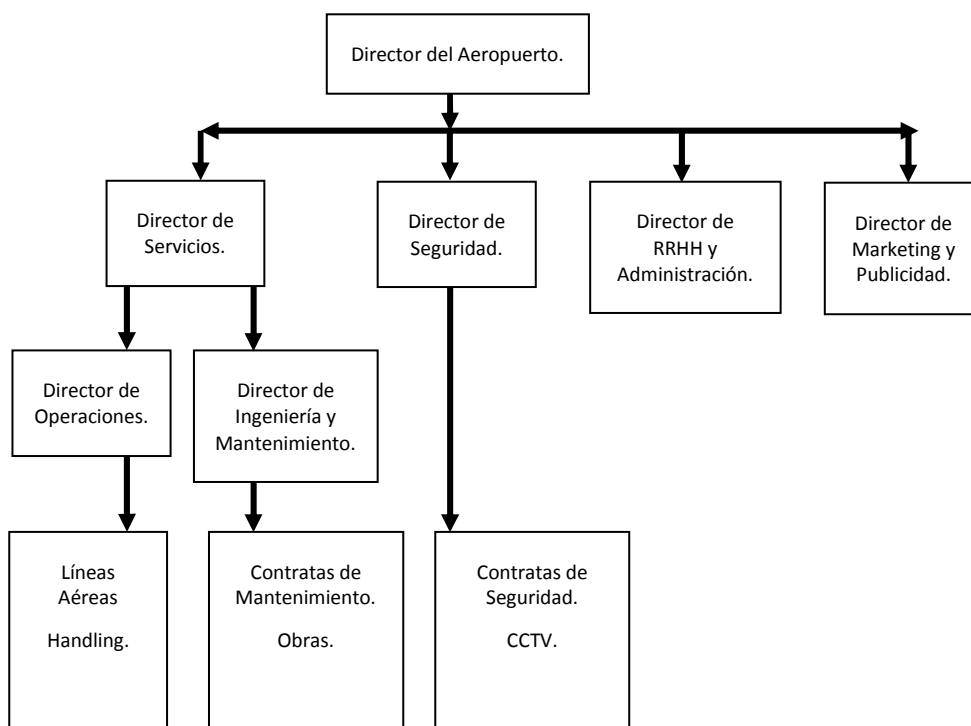 Director del Aeropuerto.
Director de
Servicios.
Director de
Seguridad.
Director de
RRHH y
Administración.
Director de
Marketing y
Publicidad.
Director de
Operaciones.
Director de
Ingeniería y
Mantenimiento.
Líneas
Aéreas
Handling.
Contratas de
Mantenimiento.
Obras.
Contratas de
Seguridad.
CCTV.